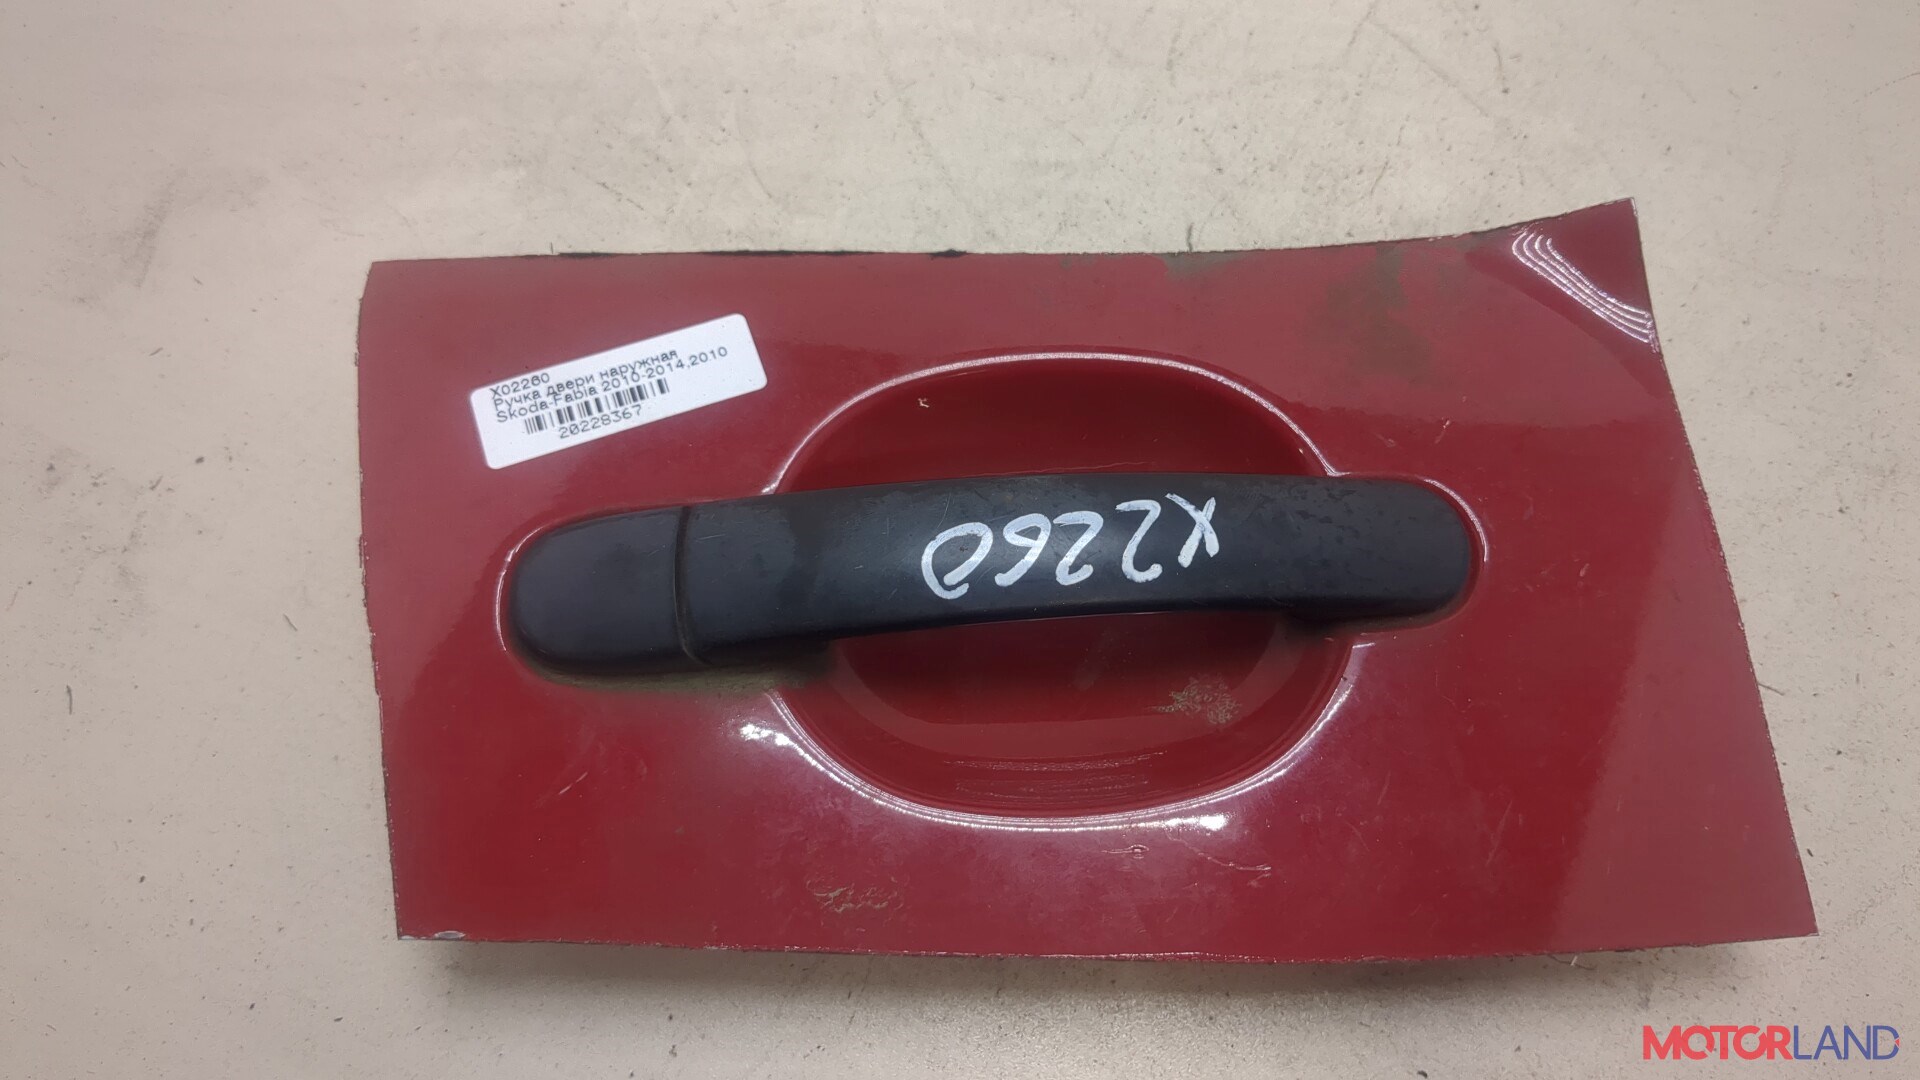 X02260
Ручка двери наружная
Skoda-Fabia 2010-2014,2010
20228367
X2260
MOTORLAND